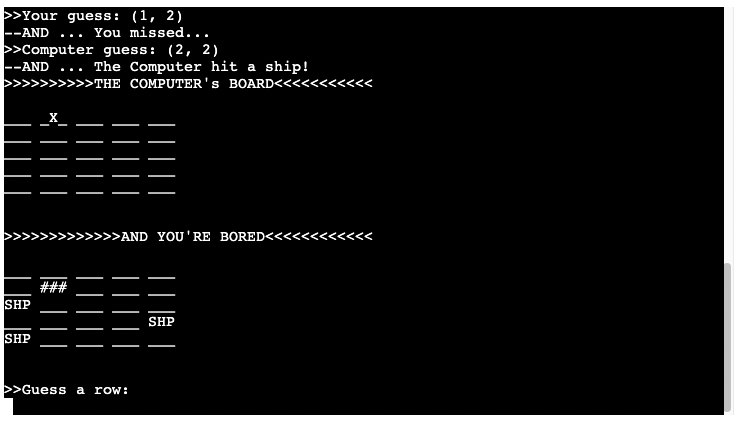 >>Your guess: (1, 2)
--AND ... You missed...
>>Computer guess: (2, 2)
--AND ... The Computer hit a ship!
>>>>>>>>>>THE COMPUTER's BOARD<<<<<<<<<<<
___ _X_ ___ ___ ___
___ ___ ___ ___ ___
___ ___ ___ ___ ___
___ ___ ___ ___ ___
___ ___ ___ ___ ___
>>>>>>>>>>>>>AND YOU'RE BORED<<<<<<<<<<<<
___ ___ ___ ___ ___
___ ### ___ ___ ___
SHP ___ ___ ___ ___
___ ___ ___ ___ SHP
SHP ___ ___ ___ ___
>>Guess a row: